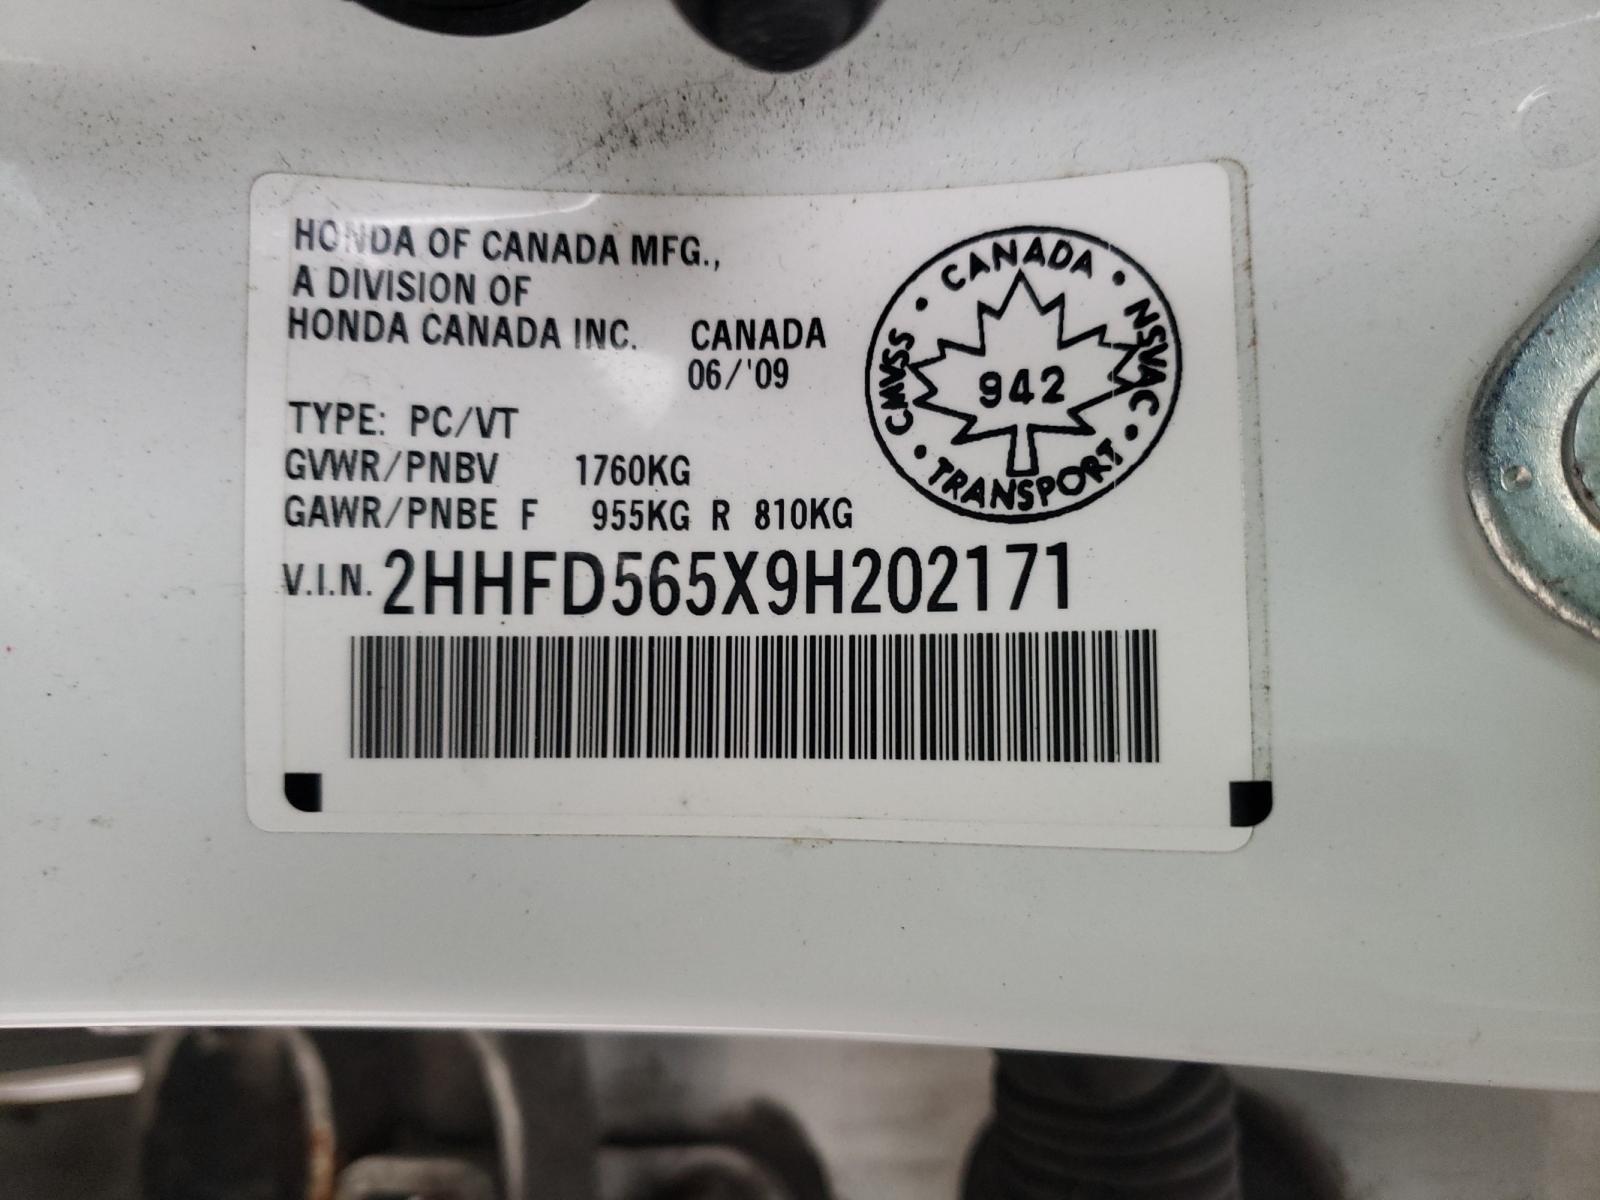 HONDA OF CANADA MFG.,
A DIVISION OF
HONDA CANADA INC. CANADA
06/'09
TYPE: PC/VT
GVWR/PNBV 1760KG
GAWR/PNBE F 955KG R 810KG
V.I.N. 2HHFD565X9H202171
CANADA • NSVAC • TRANSPORT • CMVSS •
942